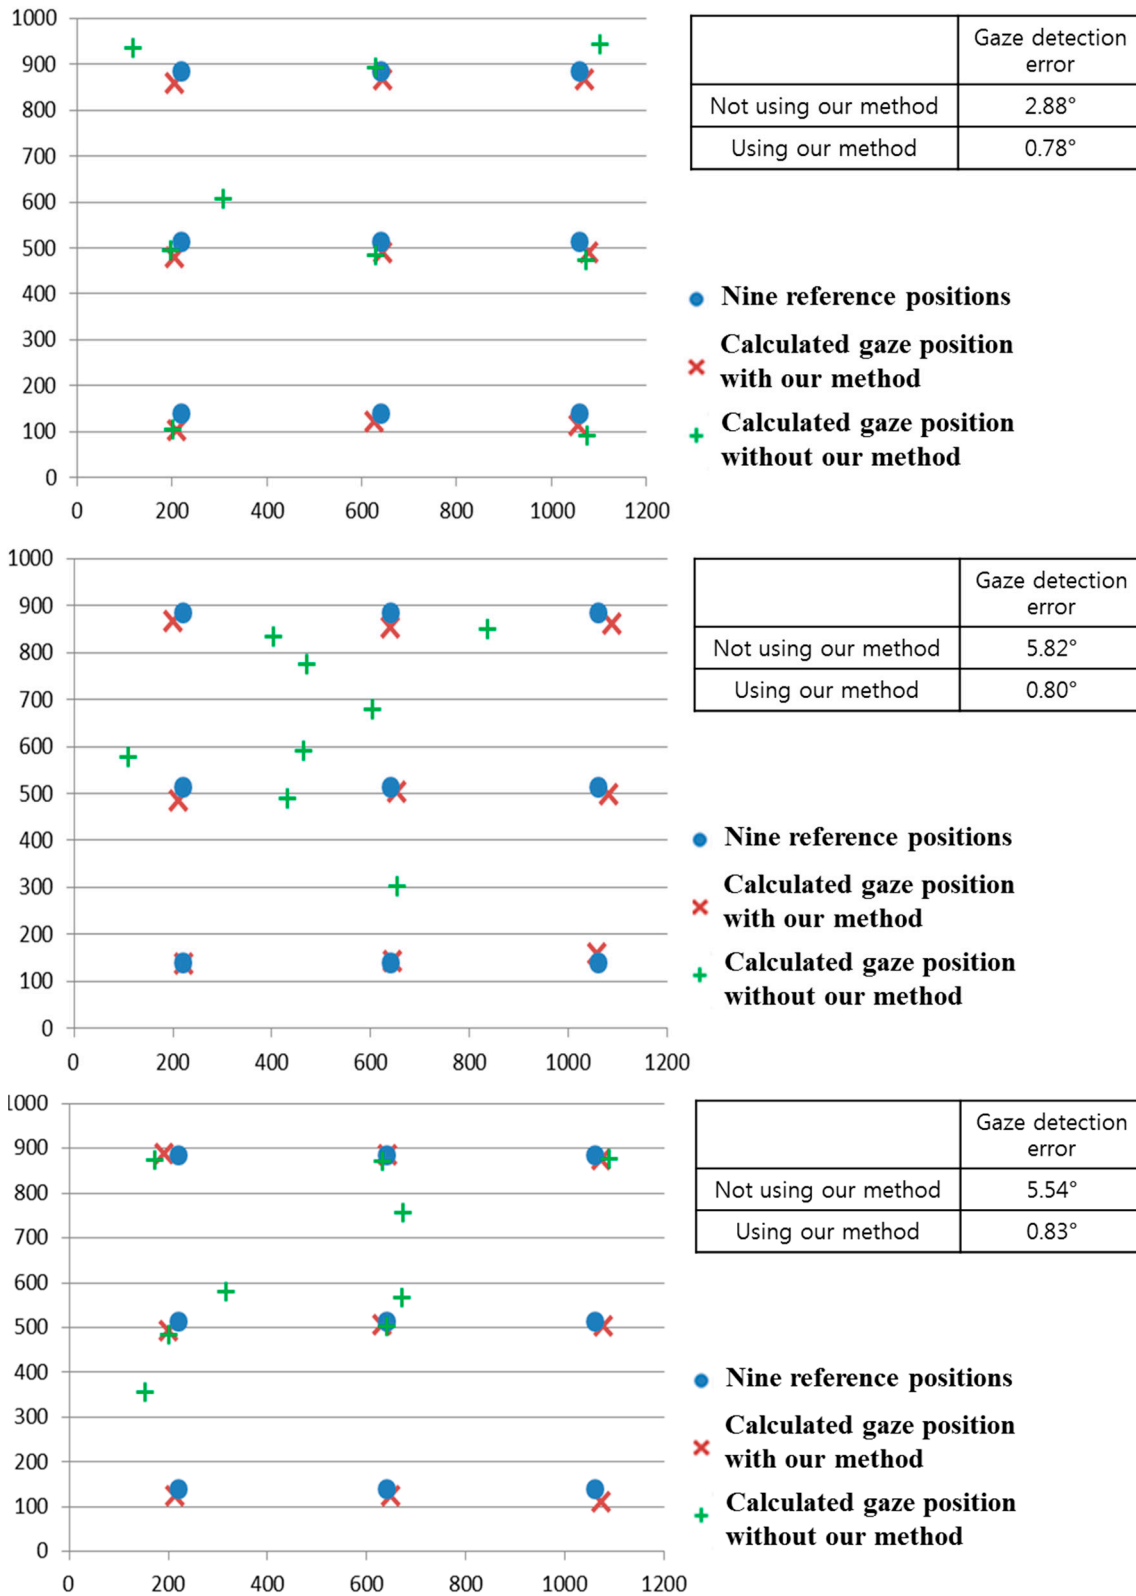 1000
900
800
700
600
500
400
300
200
100
0
0 200 400 600 800 1000 1200
Gaze detection
error
Not using our method 2.88°
Using our method 0.78°
Nine reference positions
Calculated gaze position
with our method
Calculated gaze position
without our method
1000
900
800
700
600
500
400
300
200
100
0
0 200 400 600 800 1000 1200
Gaze detection
error
Not using our method 5.82°
Using our method 0.80°
Nine reference positions
Calculated gaze position
with our method
Calculated gaze position
without our method
1000
900
800
700
600
500
400
300
200
100
0
0 200 400 600 800 1000 1200
Gaze detection
error
Not using our method 5.54°
Using our method 0.83°
Nine reference positions
Calculated gaze position
with our method
Calculated gaze position
without our method